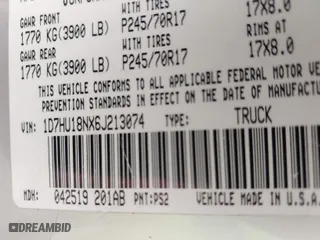 GAWR FRONT WITH TIRES 17X8.0
1770 KG(3900 LB) P245/70R17 RIMS AT
GAWR REAR WITH TIRES 17X8.0
1770 KG(3900 LB) P245/70R17
THIS VEHICLE CONFORMS TO ALL APPLICABLE FEDERAL MOTOR
PREVENTION STANDARDS IN EFFECT ON THE DATE OF MANUFACTURE
VIN: 1D7HU18NX6J213074 TYPE: TRUCK
MDH: 042519 201AB PNT:PS2 VEHICLE MADE IN U.S.A.
DREAMBID